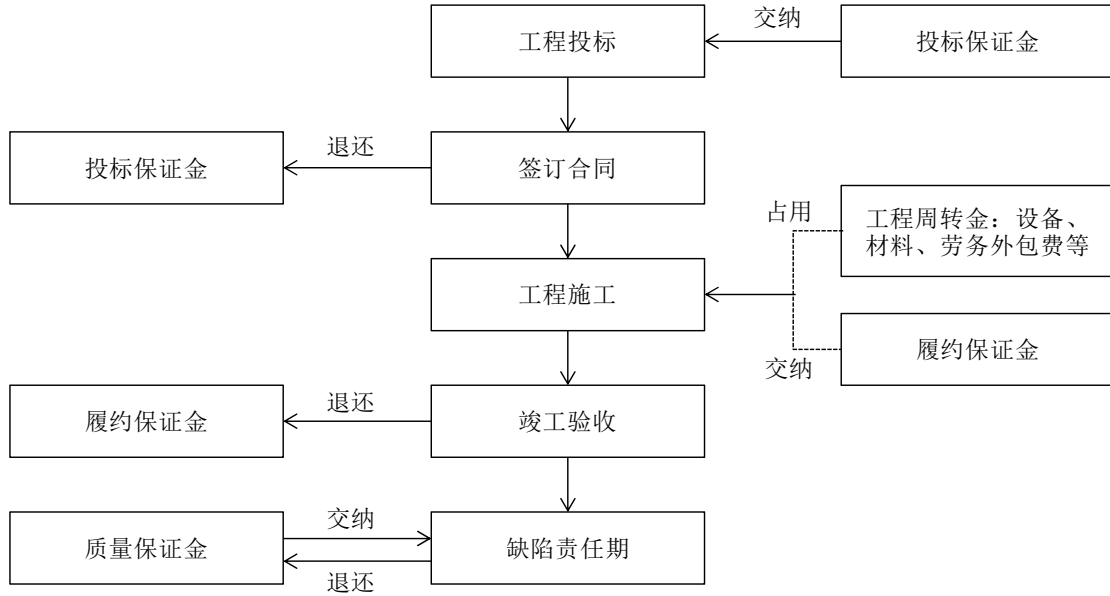 工程投标
交纳
投标保证金
投标保证金
退还
签订合同
占用
工程周转金：设备、
材料、劳务外包费等
工程施工
履约保证金
交纳
履约保证金
退还
竣工验收
质量保证金
交纳
退还
缺陷责任期